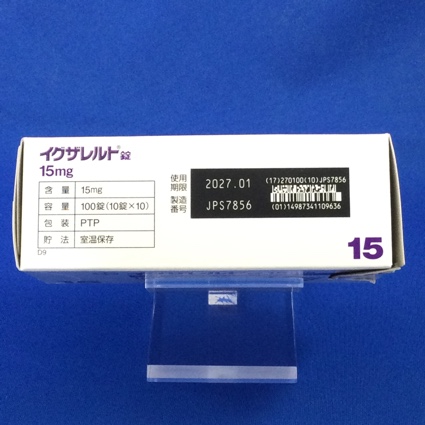 イグザレルト錠
15mg
含 量 15mg
容 量 100錠(10錠×10)
包 装 PTP
貯 法 室温保存
D9
使用期限 2027.01
製造番号 JPS7856
(17)270100(10)JPS7856
(01)14987341109636
15